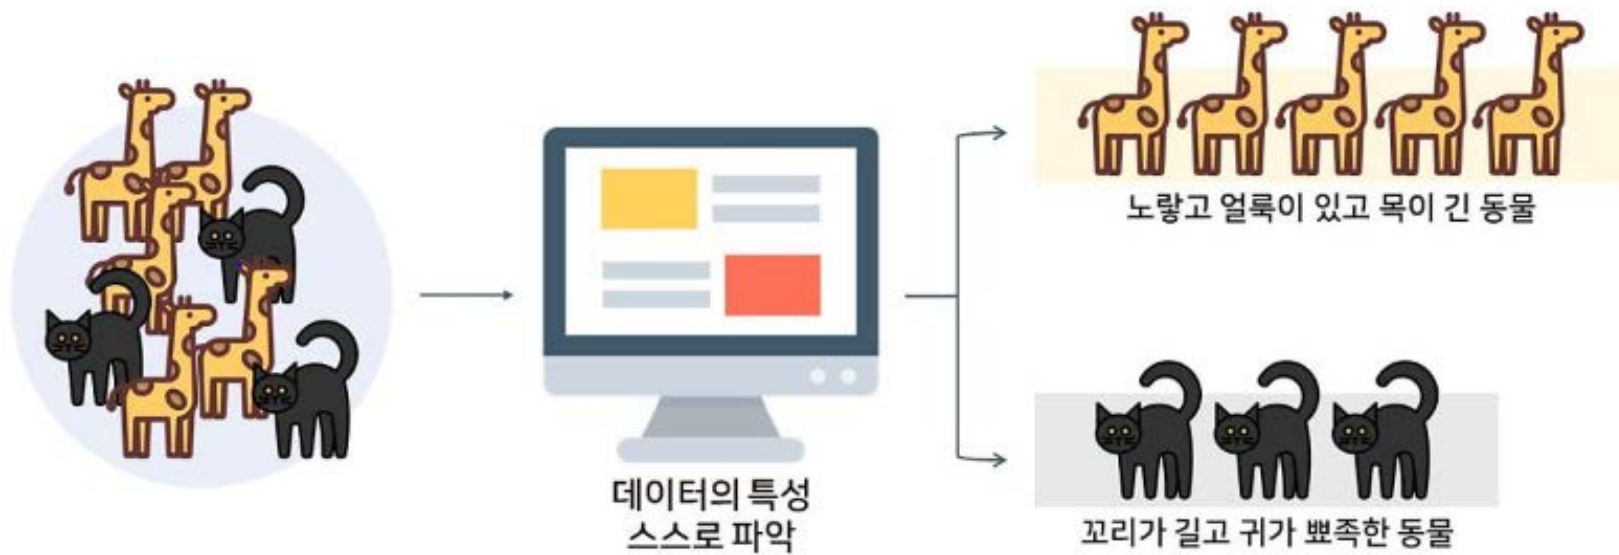 노랗고 얼룩이 있고 목이 긴 동물
데이터의 특성
스스로 파악
꼬리가 길고 귀가 뾰족한 동물